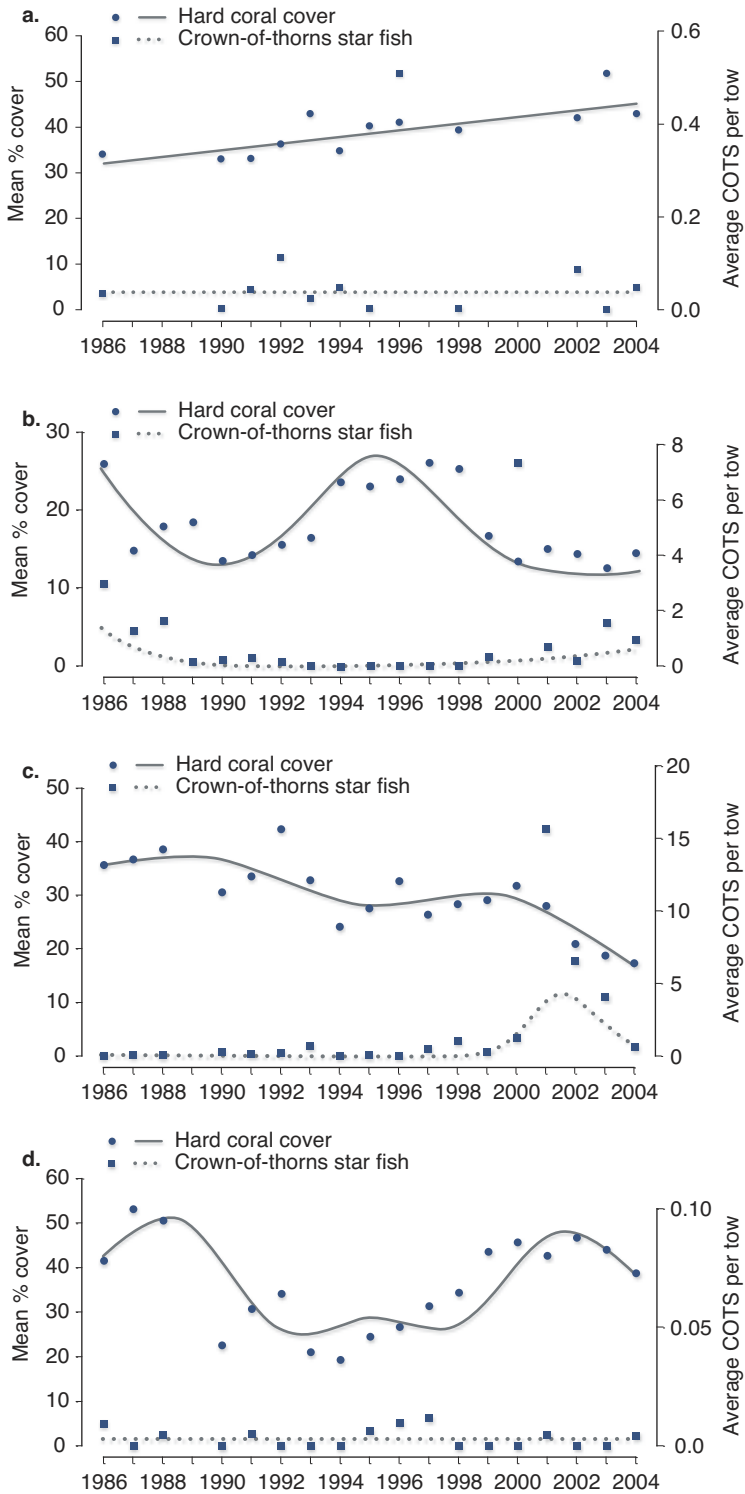 a.
Hard coral cover
Crown-of-thorns star fish
60
50
40
30
20
10
0
Mean % cover
0.6
0.4
0.2
0.0
Average COTS per tow
1986 1988 1990 1992 1994 1996 1998 2000 2002 2004
b.
Hard coral cover
Crown-of-thorns star fish
30
20
10
0
Mean % cover
8
6
4
2
0
Average COTS per tow
1986 1988 1990 1992 1994 1996 1998 2000 2002 2004
c.
Hard coral cover
Crown-of-thorns star fish
50
40
30
20
10
0
Mean % cover
20
15
10
5
0
Average COTS per tow
1986 1988 1990 1992 1994 1996 1998 2000 2002 2004
d.
Hard coral cover
Crown-of-thorns star fish
60
50
40
30
20
10
0
Mean % cover
0.10
0.05
0.0
Average COTS per tow
1986 1988 1990 1992 1994 1996 1998 2000 2002 2004